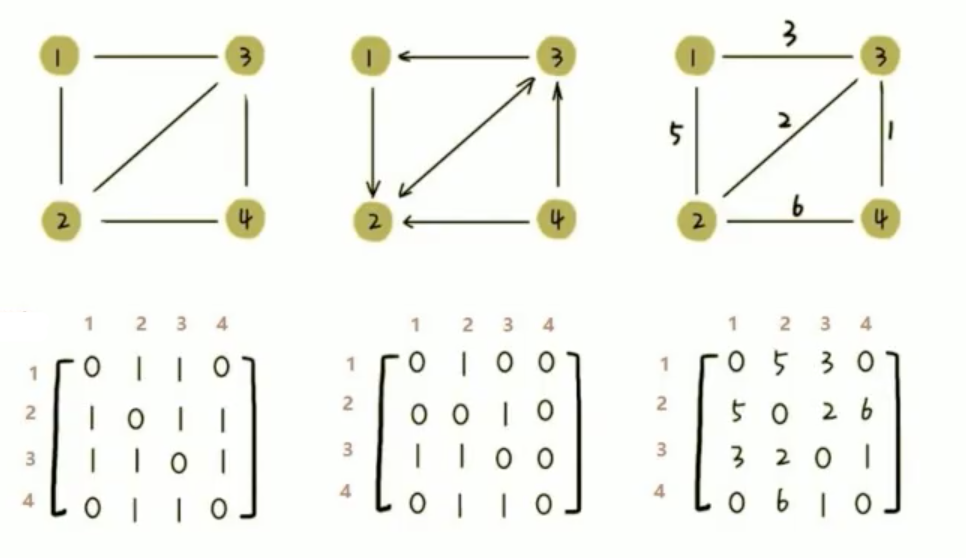 1 3 1 3 1 3 3
5 2 1
2 4 2 4 2 6 4
1 2 3 4 1 2 3 4 1 2 3 4
1 0 1 1 0 1 0 1 0 0 1 0 5 3 0
2 1 0 1 1 2 0 0 1 0 2 5 0 2 6
3 1 1 0 1 3 1 1 0 0 3 3 2 0 1
4 0 1 1 0 4 0 1 1 0 4 0 6 1 0